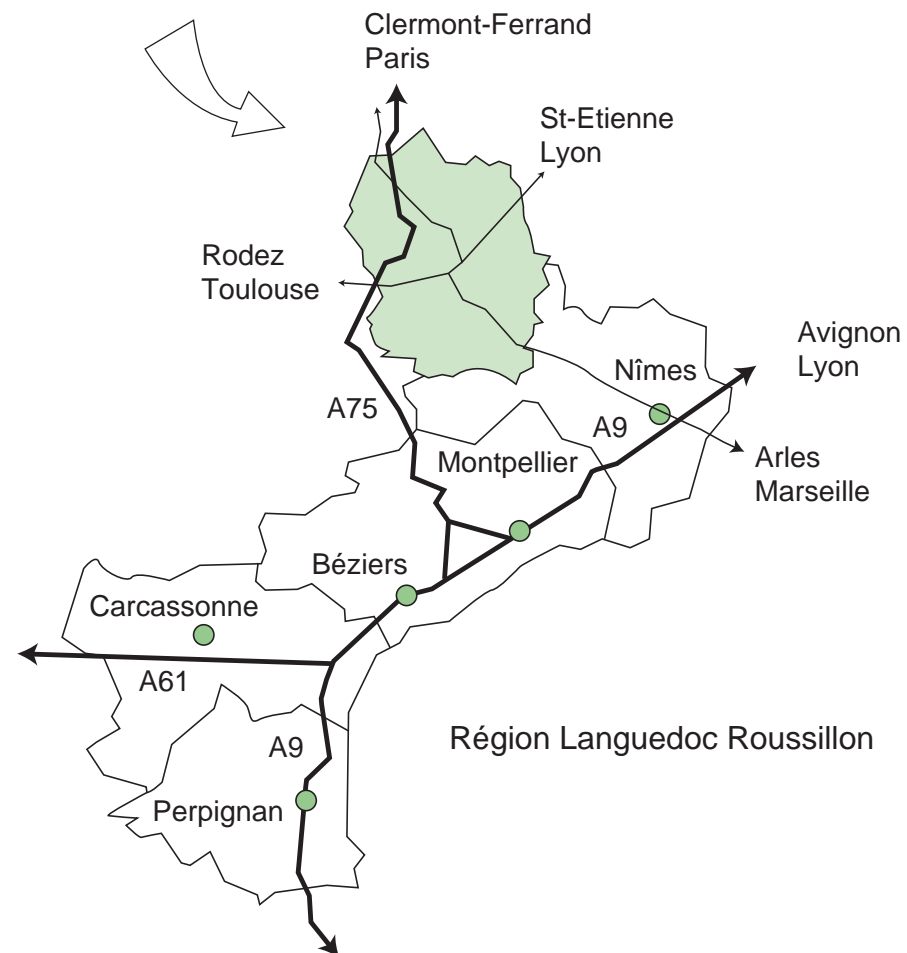 Clermont-Ferrand
Paris
St-Etienne
Lyon
Rodez
Toulouse
Avignon
Lyon
Nîmes
A75
A9
Montpellier
Arles
Marseille
Béziers
Carcassonne
A61
A9
Région Languedoc Roussillon
Perpignan